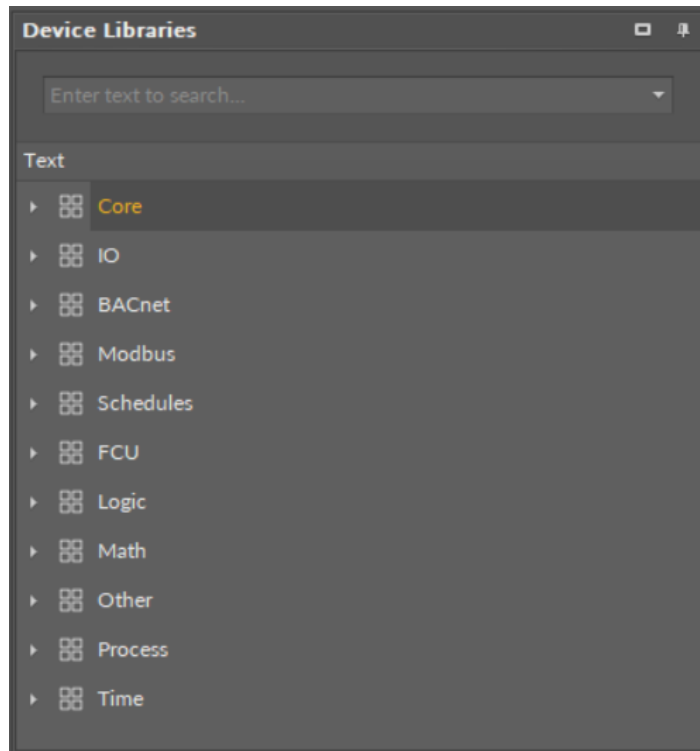 Device Libraries
Enter text to search...
Text
Core
IO
BACnet
Modbus
Schedules
FCU
Logic
Math
Other
Process
Time